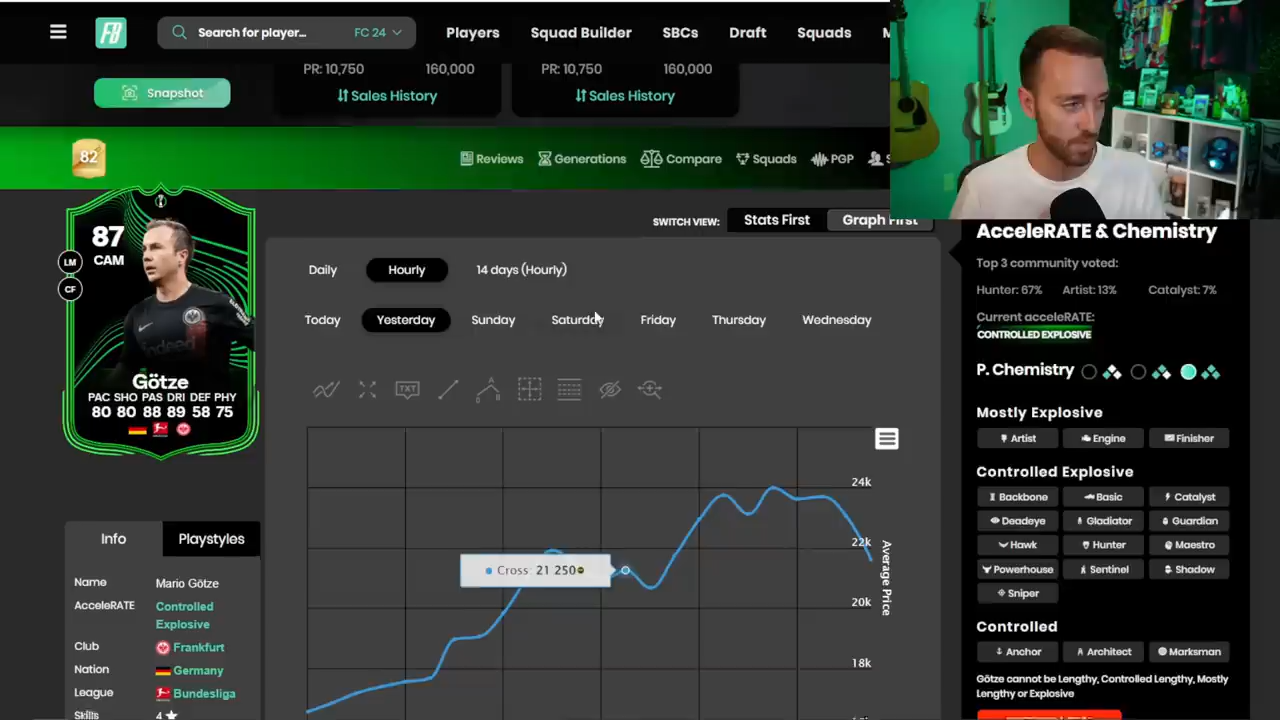 FB
Search for player...
FC 24
Players
Squad Builder
SBCs
Draft
Squads
M
Snapshot
PR: 10,750
160,000
Sales History
PR: 10,750
160,000
Sales History
82
Reviews
Generations
Compare
Squads
PGP
S
87
CAM
LM
CF
Götze
PAC SHO PAS DRI DEF PHY
80 80 88 89 58 75
SWITCH VIEW:
Stats First
Graph First
Daily
Hourly
14 days (Hourly)
Today
Yesterday
Sunday
Saturday
Friday
Thursday
Wednesday
TXT
24k
22k
20k
18k
Average Price
Cross: 21 250
Info
Playstyles
Name
Mario Götze
AcceleRATE
Controlled
Explosive
Club
Frankfurt
Nation
Germany
League
Bundesliga
Skills
4
AcceleRATE & Chemistry
Top 3 community voted:
Hunter: 67%
Artist: 13%
Catalyst: 7%
Current acceleRATE:
CONTROLLED EXPLOSIVE
P. Chemistry
Mostly Explosive
Artist
Engine
Finisher
Controlled Explosive
Backbone
Basic
Catalyst
Deadeye
Gladiator
Guardian
Hawk
Hunter
Maestro
Powerhouse
Sentinel
Shadow
Sniper
Controlled
Anchor
Architect
Marksman
Götze cannot be Lengthy, Controlled Lengthy, Mostly
Lengthy or Explosive